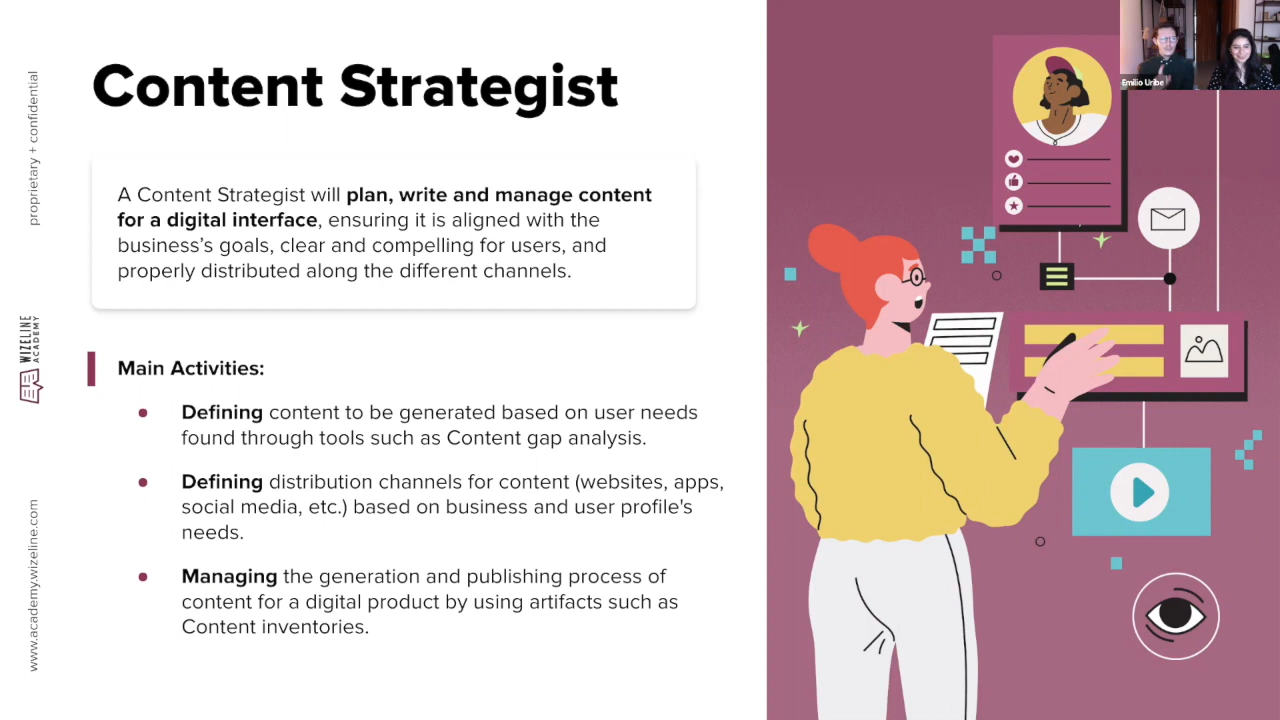 Content Strategist
A Content Strategist will plan, write and manage content
for a digital interface, ensuring it is aligned with the
business's goals, clear and compelling for users, and
properly distributed along the different channels.
Main Activities:
Defining content to be generated based on user needs
found through tools such as Content gap analysis.
Defining distribution channels for content (websites, apps,
social media, etc.) based on business and user profile's
needs.
Managing the generation and publishing process of
content for a digital product by using artifacts such as
Content inventories.
proprietary + confidential
WIZELINE
ACADEMY
www.academy.wizeline.com
Emilio Uribe